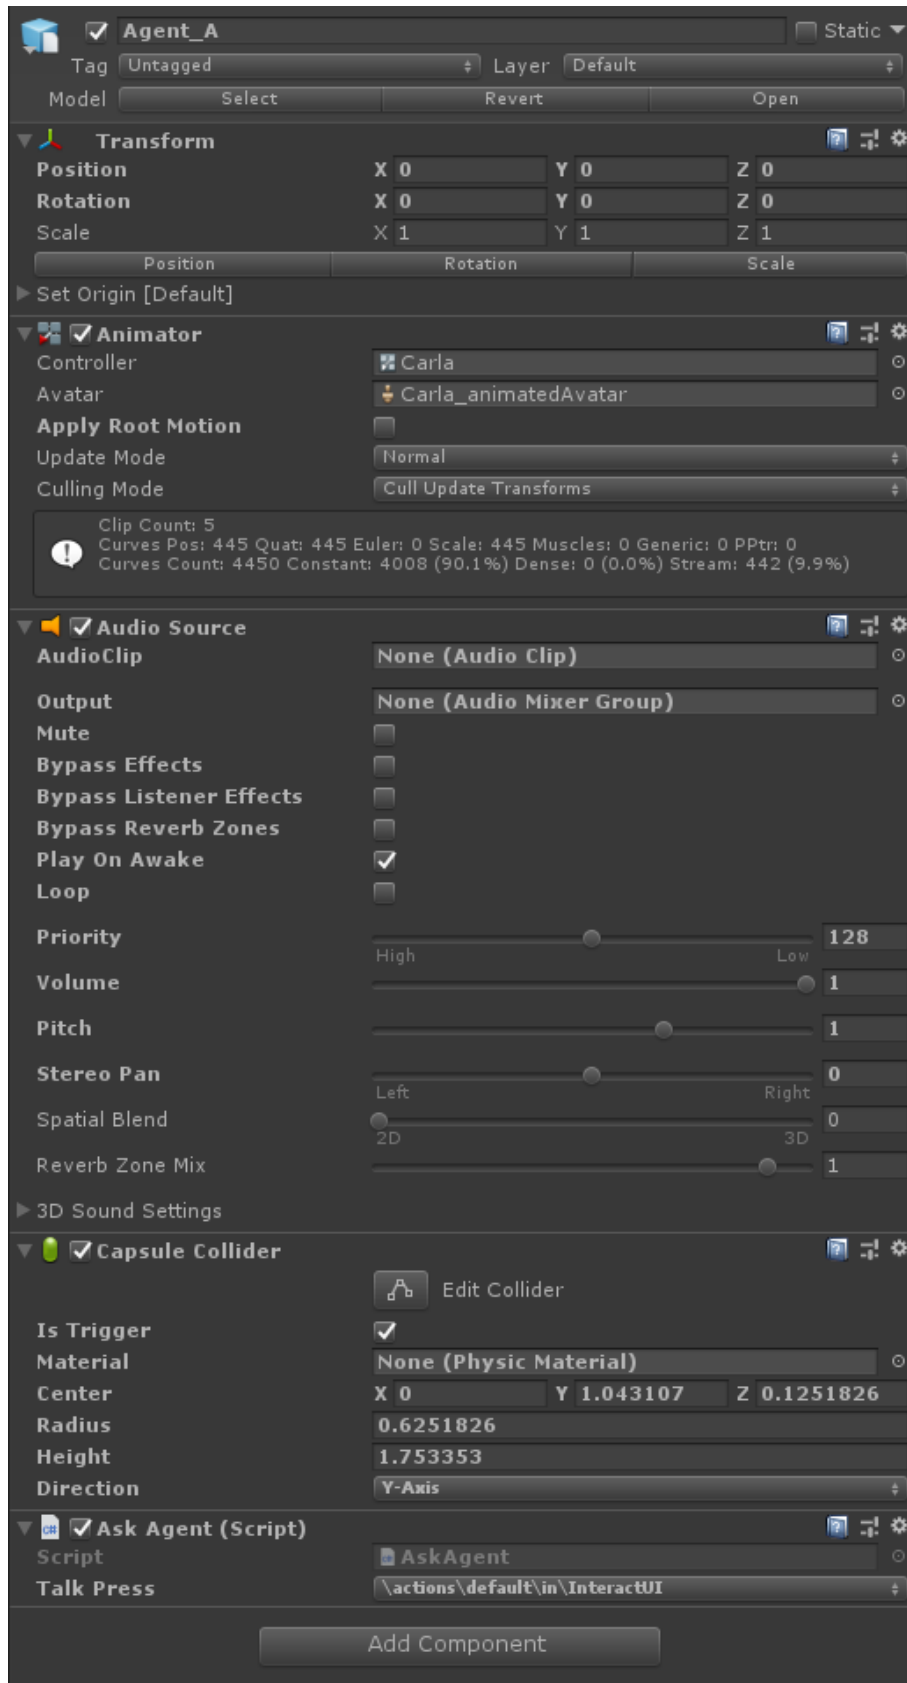 Agent_A Static
Tag Untagged Layer Default
Model Select Revert Open
Transform
Position X 0 Y 0 Z 0
Rotation X 0 Y 0 Z 0
Scale X 1 Y 1 Z 1
Position Rotation Scale
Set Origin [Default]
Animator
Controller Carla
Avatar Carla_animatedAvatar
Apply Root Motion
Update Mode Normal
Culling Mode Cull Update Transforms
Clip Count: 5
Curves Pos: 445 Quat: 445 Euler: 0 Scale: 445 Muscles: 0 Generic: 0 PPtr: 0
Curves Count: 4450 Constant: 4008 (90.1%) Dense: 0 (0.0%) Stream: 442 (9.9%)
Audio Source
AudioClip None (Audio Clip)
Output None (Audio Mixer Group)
Mute
Bypass Effects
Bypass Listener Effects
Bypass Reverb Zones
Play On Awake
Loop
Priority 128
High Low
Volume 1
Pitch 1
Stereo Pan 0
Left Right
Spatial Blend 0
2D 3D
Reverb Zone Mix 1
3D Sound Settings
Capsule Collider
Edit Collider
Is Trigger
Material None (Physic Material)
Center X 0 Y 1.043107 Z 0.1251826
Radius 0.6251826
Height 1.753353
Direction Y-Axis
Ask Agent (Script)
Script AskAgent
Talk Press \actions\default\in\InteractUI
Add Component